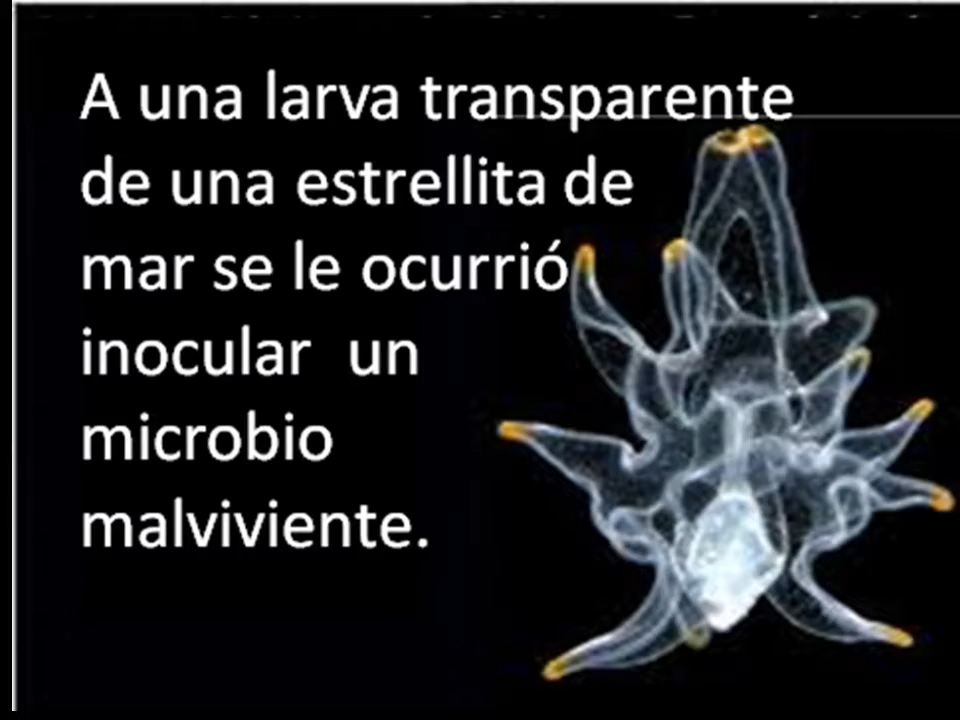 A una larva transparente
de una estrellita de
mar se le ocurrió
inocular un
microbio
malviviente.